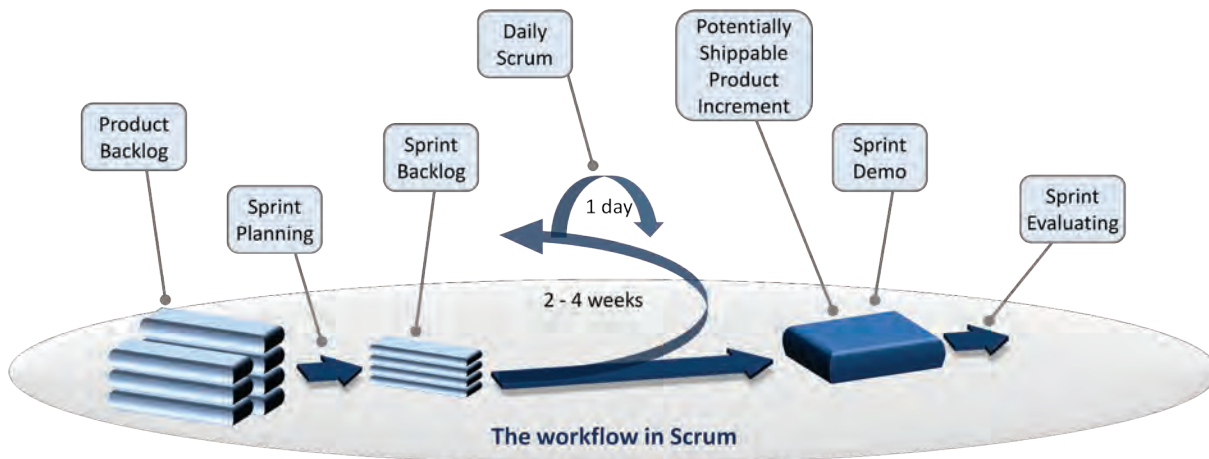 Product
Backlog
Sprint
Planning
Sprint
Backlog
Daily
Scrum
1 day
2 - 4 weeks
Potentially
Shippable
Product
Increment
Sprint
Demo
Sprint
Evaluating
The workflow in Scrum